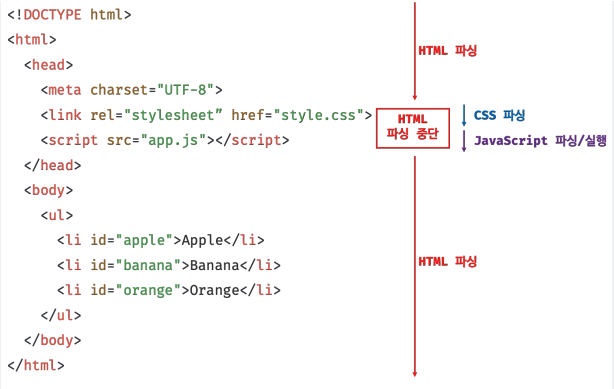 <!DOCTYPE html>
<html>
<head>
<meta charset="UTF-8">
<link rel="stylesheet” href="style.css">
<script src="app.js"></script>
</head>
<body>
<ul>
<li id="apple">Apple</li>
<li id="banana">Banana</li>
<li id="orange">Orange</li>
</ul>
</body>
</html>
HTML 파싱
HTML
파싱 중단
CSS 파싱
JavaScript 파싱/실행
HTML 파싱